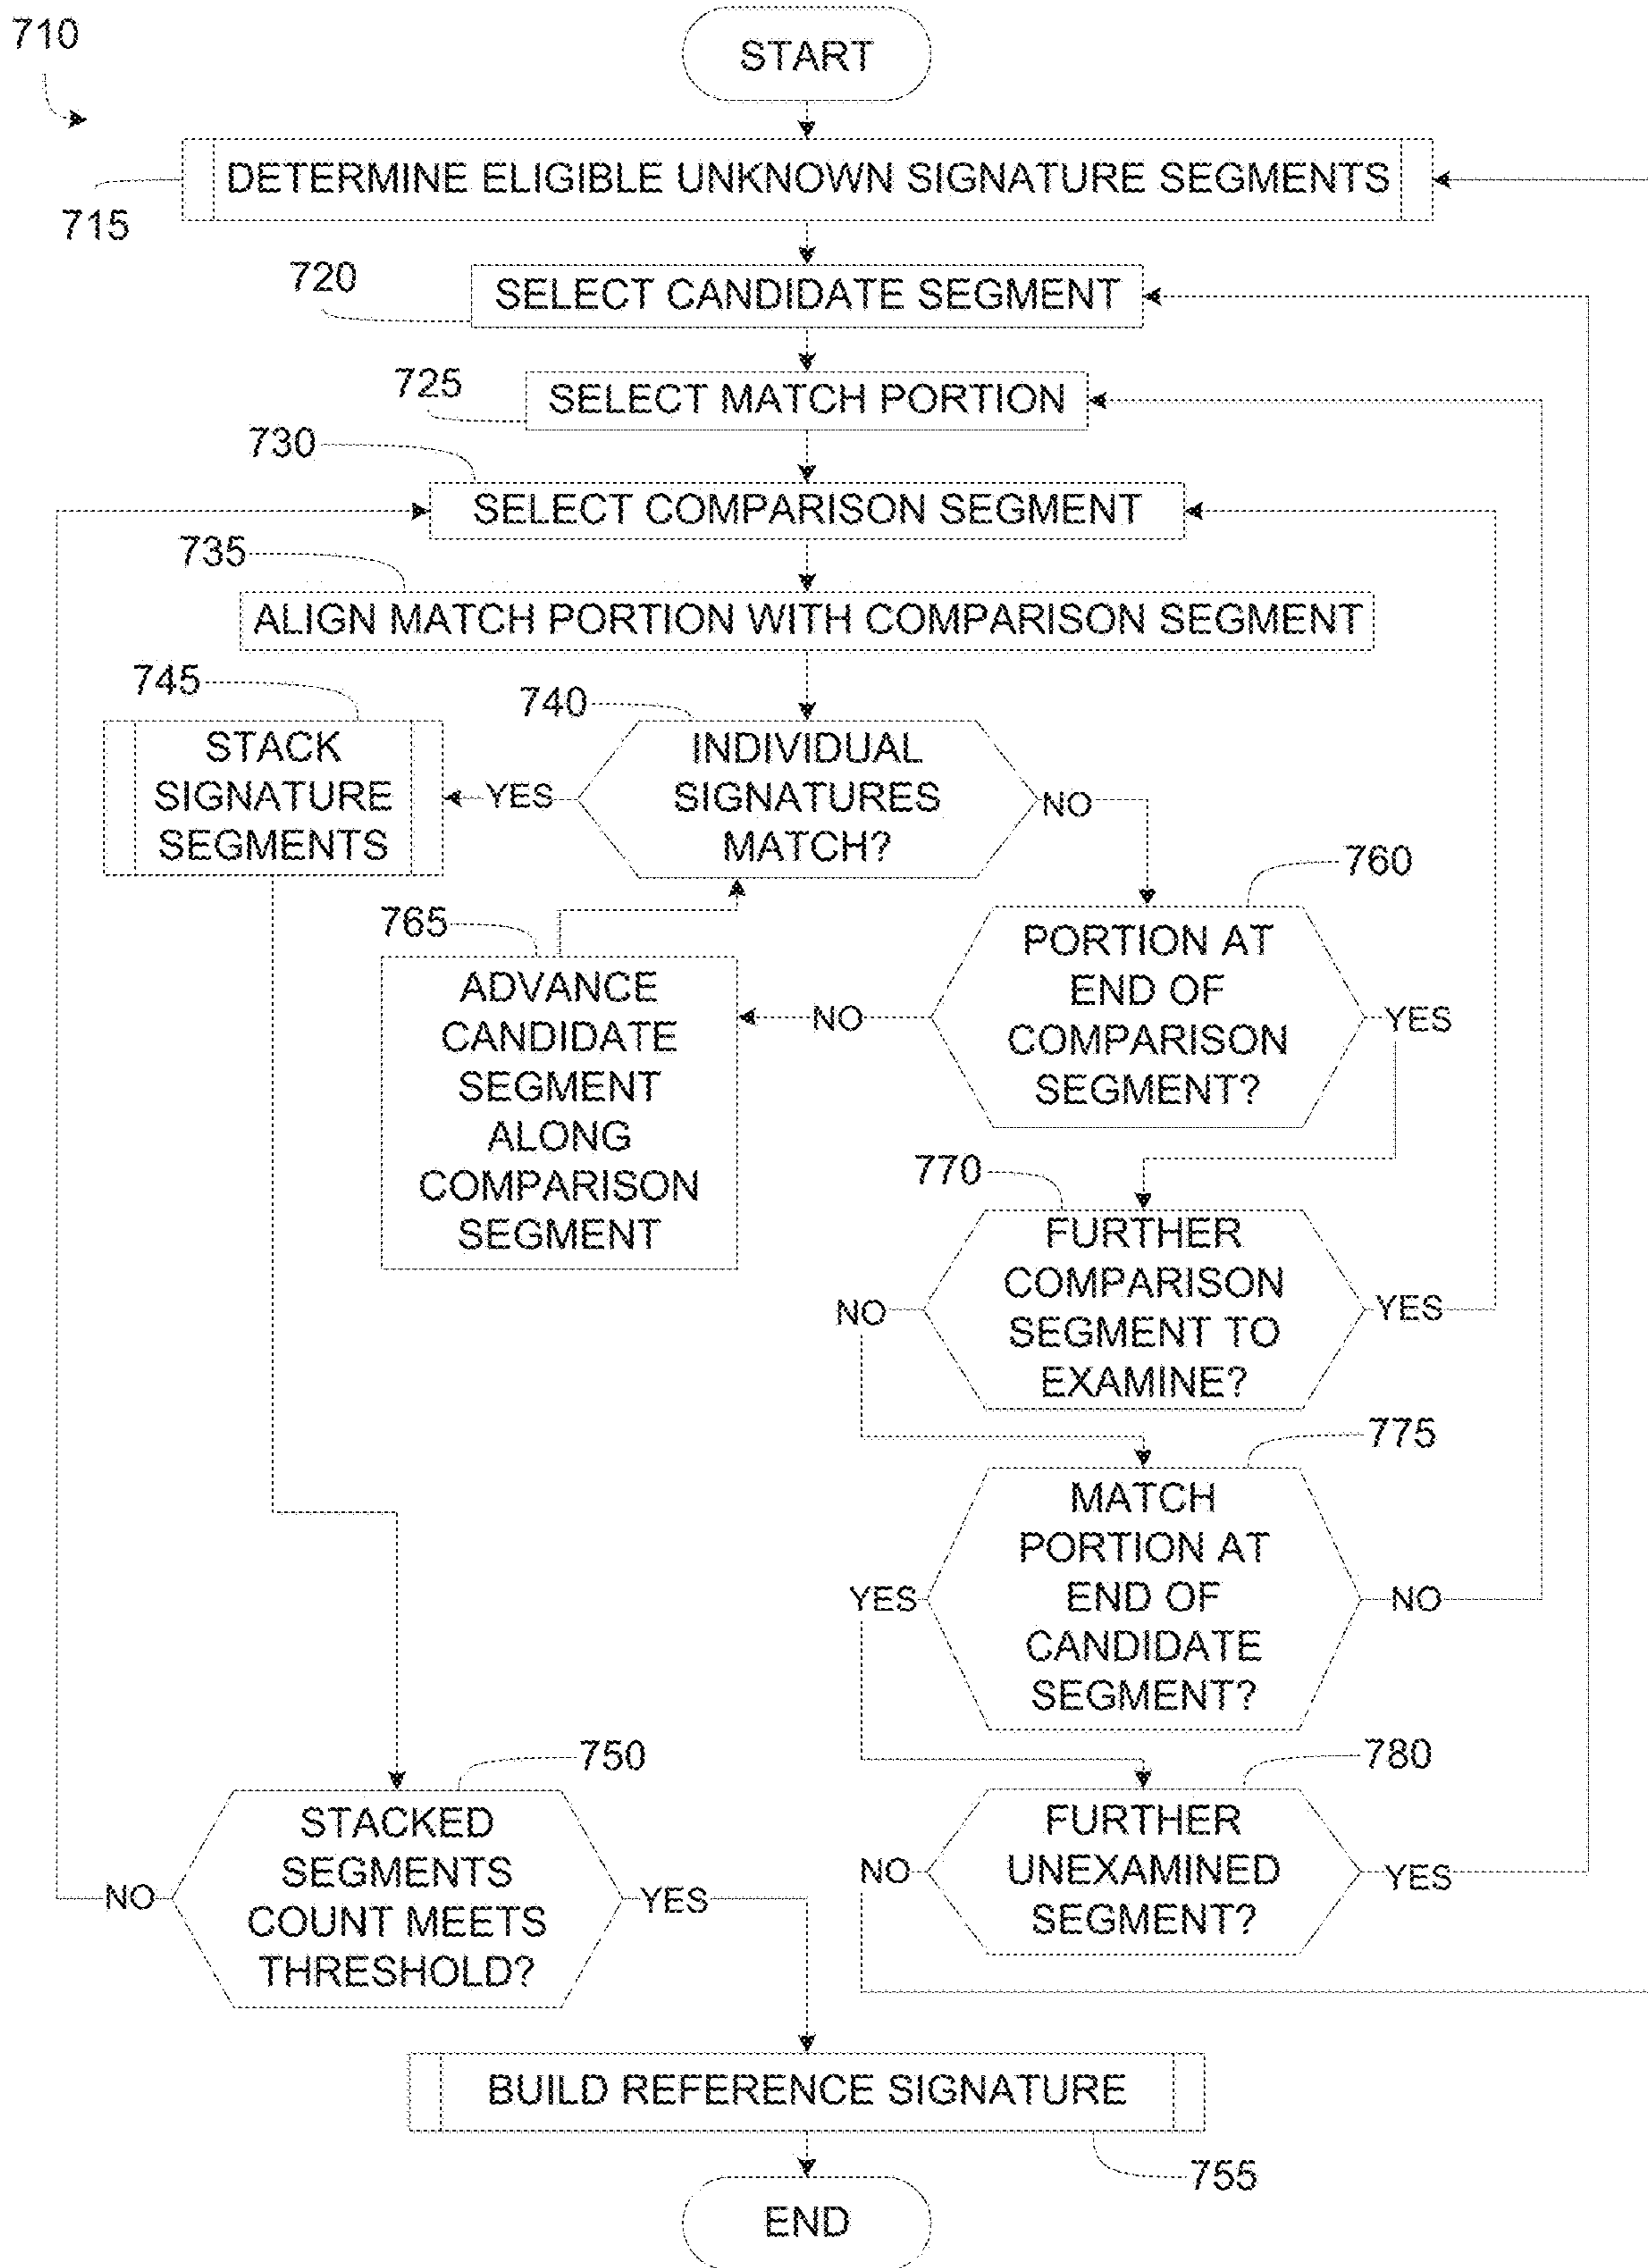 710
START
DETERMINE ELIGIBLE UNKNOWN SIGNATURE SEGMENTS
715
720
SELECT CANDIDATE SEGMENT
725
SELECT MATCH PORTION
730
SELECT COMPARISON SEGMENT
735
ALIGN MATCH PORTION WITH COMPARISON SEGMENT
745
STACK
SIGNATURE
SEGMENTS
YES
740
INDIVIDUAL
SIGNATURES
MATCH?
NO
760
PORTION AT
END OF
COMPARISON
SEGMENT?
NO
YES
765
ADVANCE
CANDIDATE
SEGMENT
ALONG
COMPARISON
SEGMENT
770
FURTHER
COMPARISON
SEGMENT TO
EXAMINE?
NO
YES
775
MATCH
PORTION AT
END OF
CANDIDATE
SEGMENT?
YES
NO
750
STACKED
SEGMENTS
COUNT MEETS
THRESHOLD?
NO
YES
780
FURTHER
UNEXAMINED
SEGMENT?
NO
YES
BUILD REFERENCE SIGNATURE
755
END